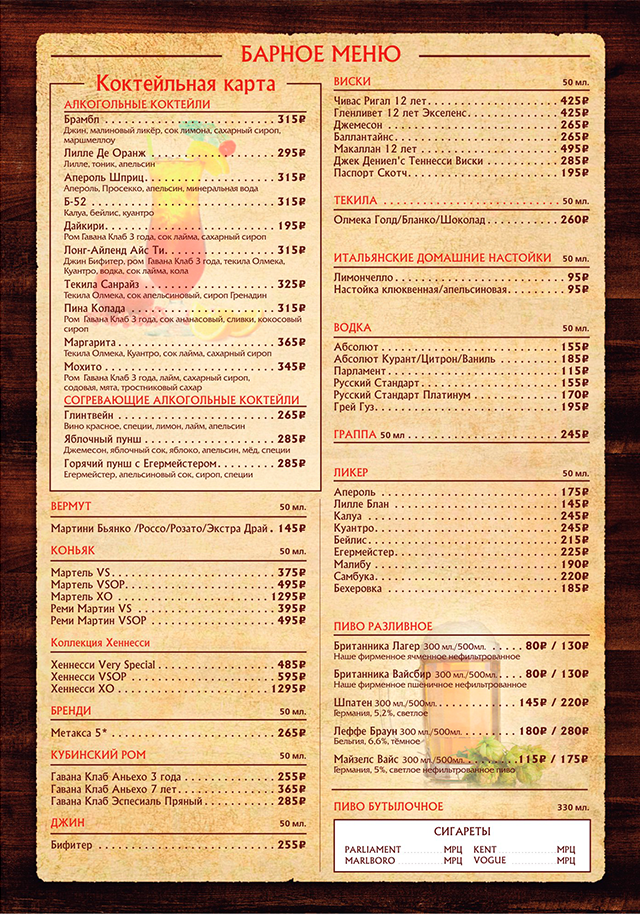 БАРНОЕ МЕНЮ
Коктейльная карта
АЛКОГОЛЬНЫЕ КОКТЕЙЛИ
Брамбл 315₽
Джин, малиновый ликёр, сок лимона, сахарный сироп,
маршмеллоу
Лилле Де Оранж 295₽
Лилле, тоник, апельсин
Апероль Шприц 315₽
Апероль, Просекко, апельсин, минеральная вода
Б-52 315₽
Калуа, бейлис, куантро
Дайкири 195₽
Ром Гавана Клаб 3 года, сок лайма, сахарный сироп
Лонг-Айленд Айс Ти 315₽
Джин Бифитер, ром Гавана Клаб 3 года, текила Олмека,
Куантро, водка, сок лайма, кола
Текила Санрайз 325₽
Текила Олмека, сок апельсиновый, сироп Гренадин
Пина Колада 315₽
Ром Гавана Клаб 3 года, сок ананасовый, сливки, кокосовый
сироп
Маргарита 365₽
Текила Олмека, Куантро, сок лайма, сахарный сироп
Мохито 345₽
Ром Гавана Клаб 3 года, лайм, сахарный сироп,
содовая, мята, тростниковый сахар
СОГРЕВАЮЩИЕ АЛКОГОЛЬНЫЕ КОКТЕЙЛИ
Глинтвейн 265₽
Вино красное, специи, лимон, лайм, апельсин
Яблочный пунш 285₽
Джемесон, яблочный сок, яблоко, апельсин, мёд, специи
Горячий пунш с Егермейстером 285₽
Егермейстер, апельсиновый сок, сироп, специи
ВЕРМУТ 50 мл.
Мартини Бьянко /Россо/Розато/Экстра Драй 145₽
КОНЬЯК 50 мл.
Мартель VS 375₽
Мартель VSOP 495₽
Мартель XO 1295₽
Реми Мартин VS 395₽
Реми Мартин VSOP 495₽
Коллекция Хеннесси
Хеннесси Very Special 485₽
Хеннесси VSOP 595₽
Хеннесси XO 1295₽
БРЕНДИ 50 мл.
Метакса 5* 265₽
КУБИНСКИЙ РОМ 50 мл.
Гавана Клаб Аньехо 3 года 255₽
Гавана Клаб Аньехо 7 лет 365₽
Гавана Клаб Эспесиаль Пряный 285₽
ДЖИН 50 мл.
Бифитер 255₽
ВИСКИ 50 мл.
Чивас Ригал 12 лет 425₽
Гленливет 12 лет Экселенс 425₽
Джемесон 265₽
Баллантайнс 265₽
Макаллан 12 лет 495₽
Джек Дениел'с Теннесси Виски 285₽
Паспорт Скотч 195₽
ТЕКИЛА 50 мл.
Олмека Голд/Бланко/Шоколад 260₽
ИТАЛЬЯНСКИЕ ДОМАШНИЕ НАСТОЙКИ 50 мл.
Лимончелло 95₽
Настойка клюквенная/апельсиновая 95₽
ВОДКА 50 мл.
Абсолют 155₽
Абсолют Курант/Цитрон/Ваниль 185₽
Парламент 115₽
Русский Стандарт 155₽
Русский Стандарт Платинум 170₽
Грей Гуз 195₽
ГРАППА 50 мл 245₽
ЛИКЕР 50 мл.
Апероль 175₽
Лилле Блан 145₽
Калуа 245₽
Куантро 245₽
Бейлис 215₽
Егермейстер 225₽
Малибу 190₽
Самбука 220₽
Бехеровка 185₽
ПИВО РАЗЛИВНОЕ
Британника Лагер 300 мл./500мл. 80₽ / 130₽
Наше фирменное ячменное нефильтрованное
Британника Вайсбир 300 мл./500мл. 80₽ / 130₽
Наше фирменное пшеничное нефильтрованное
Шпатен 300 мл./500мл. 145₽ / 220₽
Германия, 5,2%, светлое
Леффе Браун 300 мл./500мл. 180₽ / 280₽
Бельгия, 6,6%, тёмное
Майзелс Вайс 300 мл./500мл. 115₽ / 175₽
Германия, 5%, светлое нефильтрованное пиво
ПИВО БУТЫЛОЧНОЕ 330 мл.
СИГАРЕТЫ
PARLIAMENT МРЦ KENT МРЦ
MARLBORO МРЦ VOGUE МРЦ